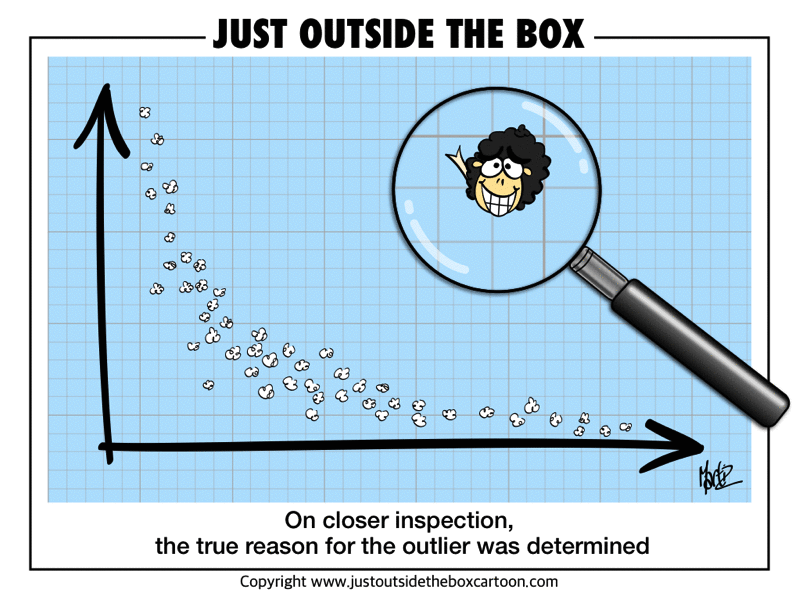 JUST OUTSIDE THE BOX
On closer inspection,
the true reason for the outlier was determined
Copyright www.justoutsidetheboxcartoon.com